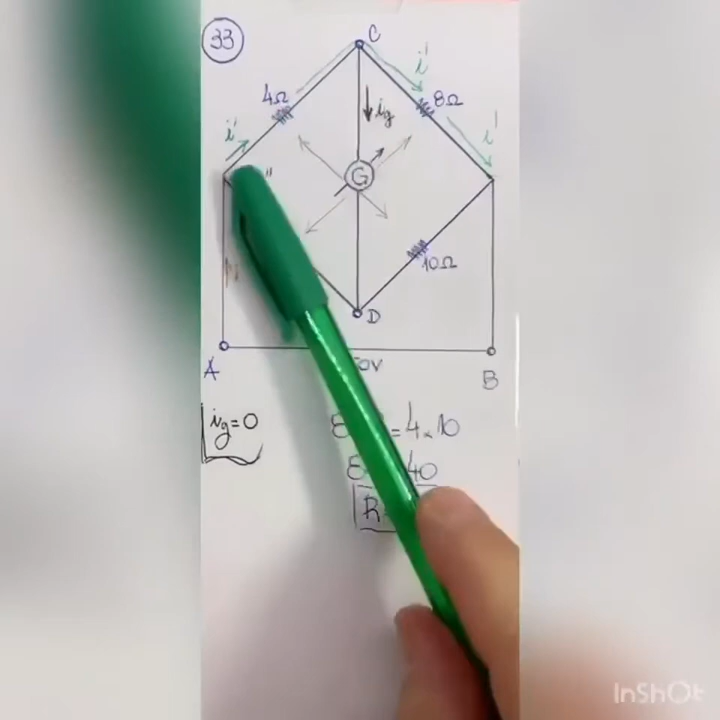 33
C
i'
4Ω
8Ω
i'
ig
i'
"
G
10Ω
D
A
B
ig=0
= 4 × 10
40
R
InShOt